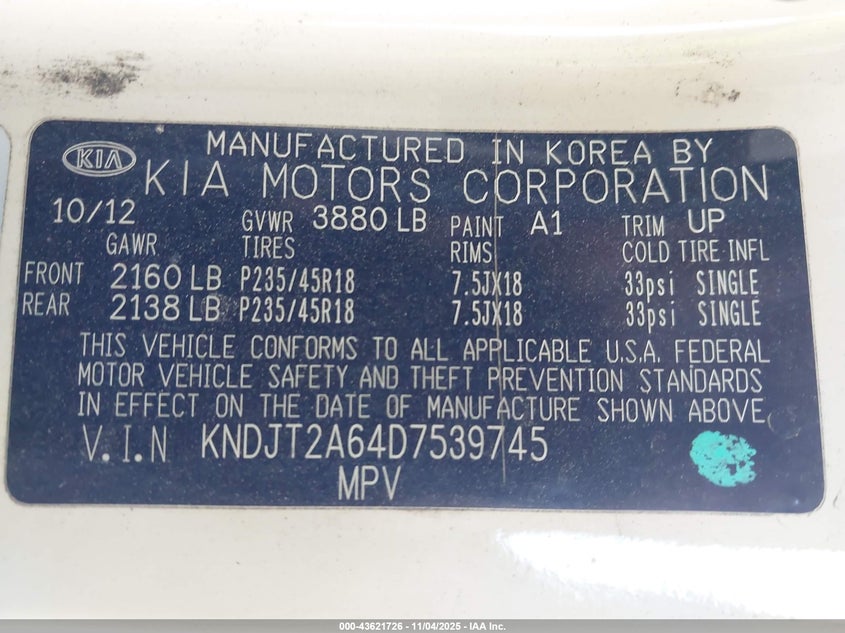 KIA MANUFACTURED IN KOREA BY
KIA MOTORS CORPORATION
10/12 GVWR 3880 LB PAINT A1 TRIM UP
GAWR TIRES RIMS COLD TIRE INFL
FRONT 2160 LB P235/45R18 7.5JX18 33psi SINGLE
REAR 2138 LB P235/45R18 7.5JX18 33psi SINGLE
THIS VEHICLE CONFORMS TO ALL APPLICABLE U.S.A. FEDERAL
MOTOR VEHICLE SAFETY AND THEFT PREVENTION STANDARDS
IN EFFECT ON THE DATE OF MANUFACTURE SHOWN ABOVE.
V.I.N KNDJT2A64D7539745
MPV
000-43621726 - 11/04/2025 - IAA Inc.